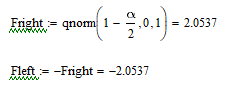 Fright := qnorm(1 − α/2, 0, 1) = 2.0537
Fleft := −Fright = −2.0537